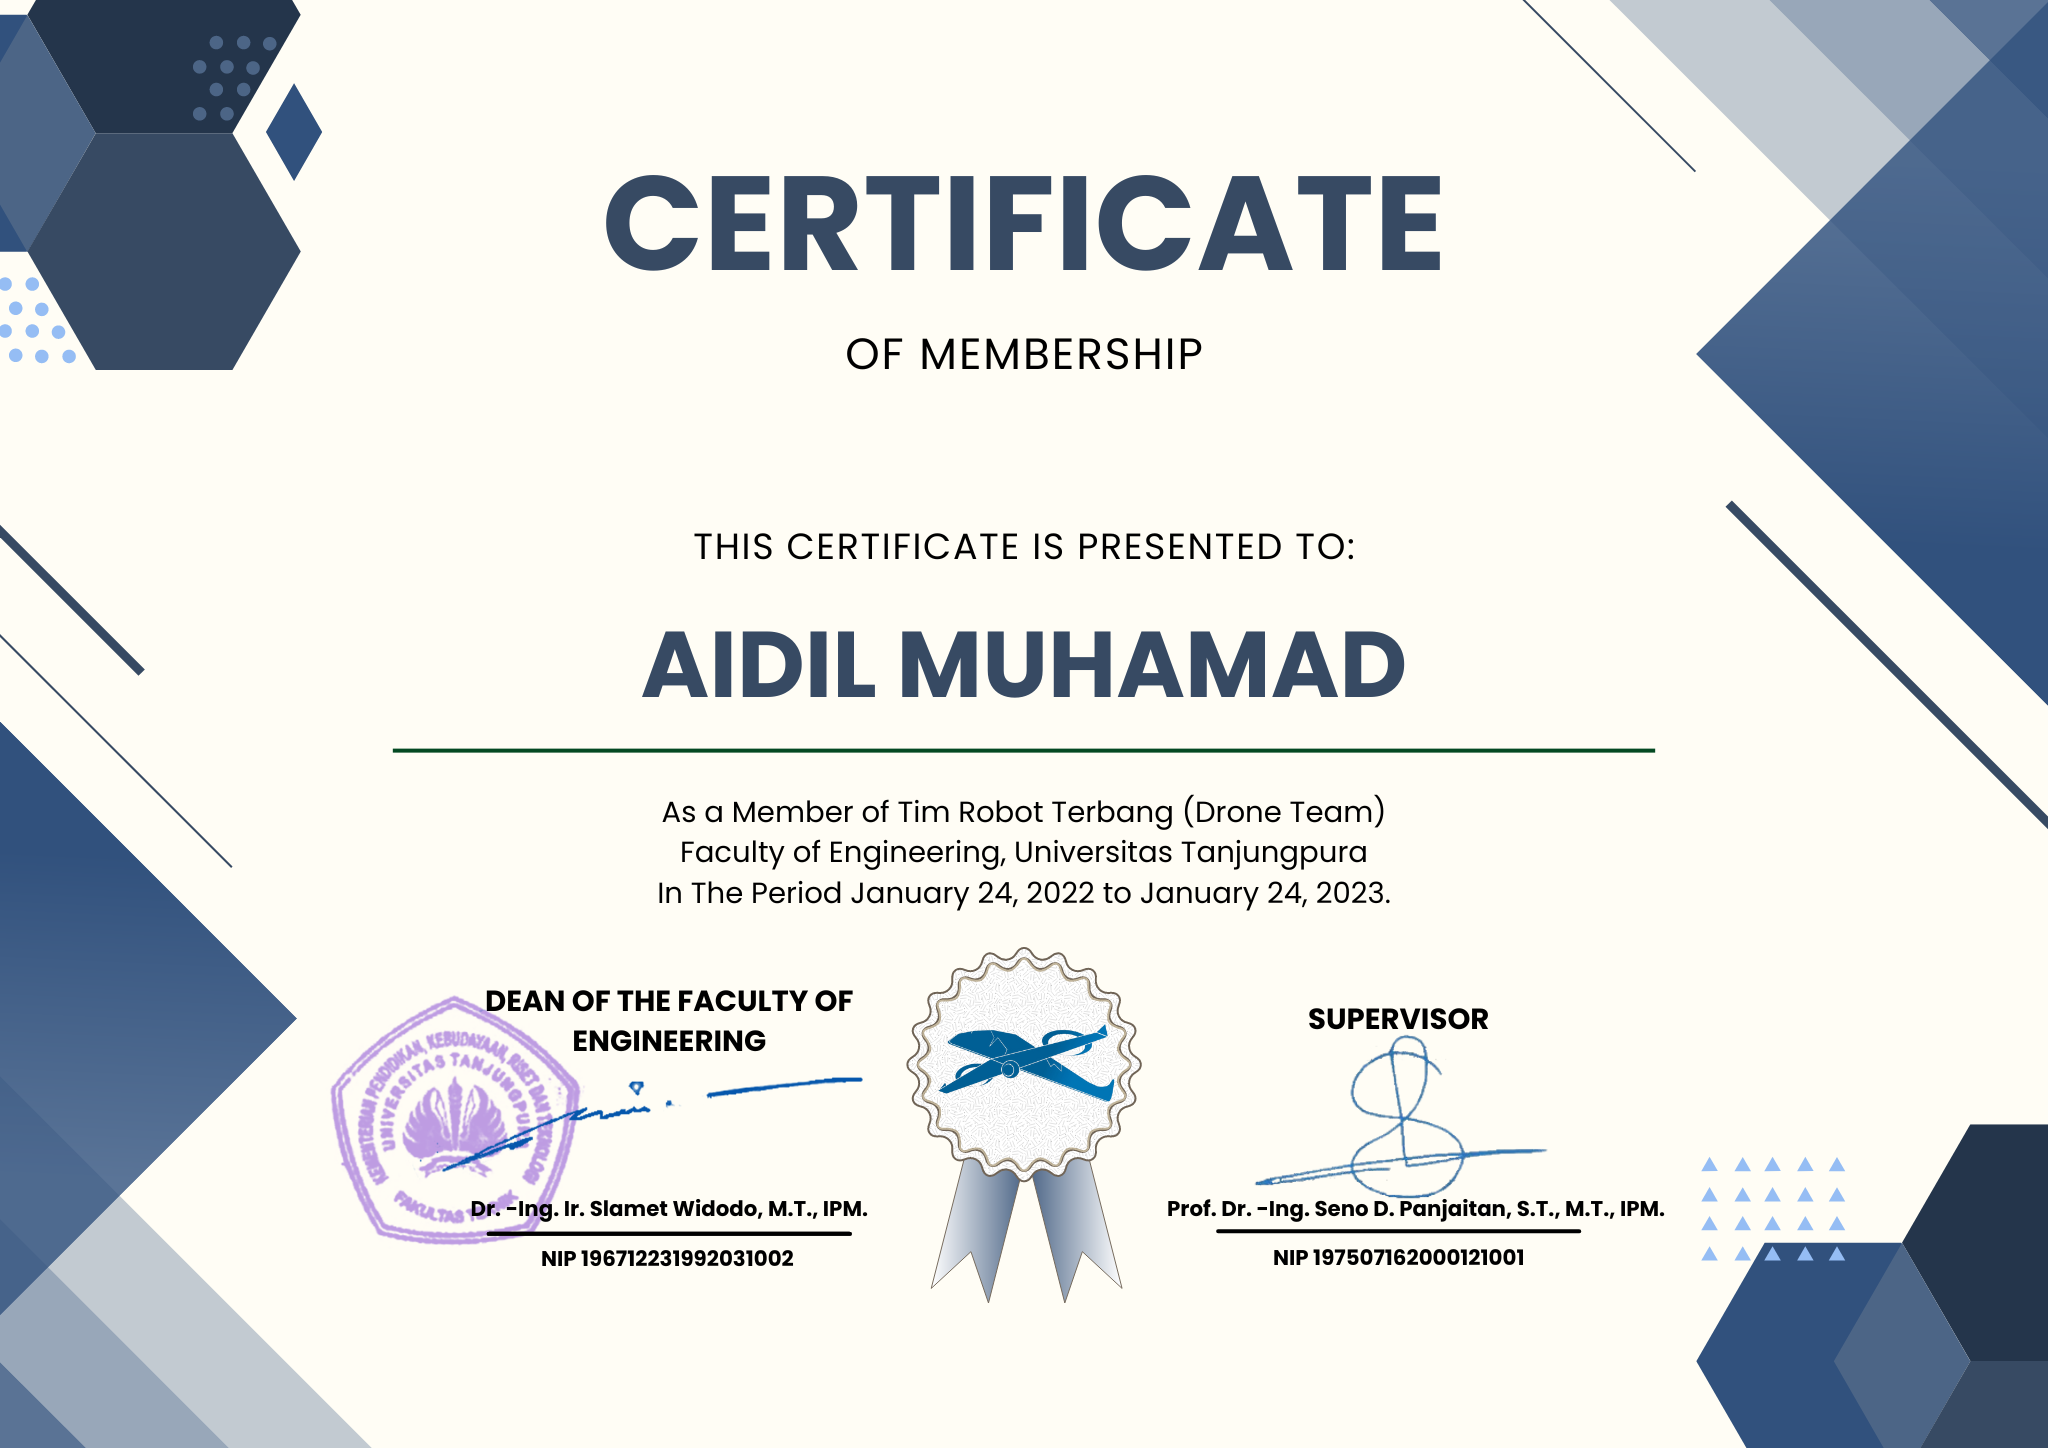 CERTIFICATE
OF MEMBERSHIP
THIS CERTIFICATE IS PRESENTED TO:
AIDIL MUHAMAD
As a Member of Tim Robot Terbang (Drone Team)
Faculty of Engineering, Universitas Tanjungpura
In The Period January 24, 2022 to January 24, 2023.
DEAN OF THE FACULTY OF
ENGINEERING
KEMENTERIAN PENDIDIKAN, KEBUDAYAAN, RISET DAN TEKNOLOGI
UNIVERSITAS TANJUNGPURA
FAKULTAS TEKNIK
Dr. -Ing. Ir. Slamet Widodo, M.T., IPM.
NIP 196712231992031002
SUPERVISOR
Prof. Dr. -Ing. Seno D. Panjaitan, S.T., M.T., IPM.
NIP 197507162000121001